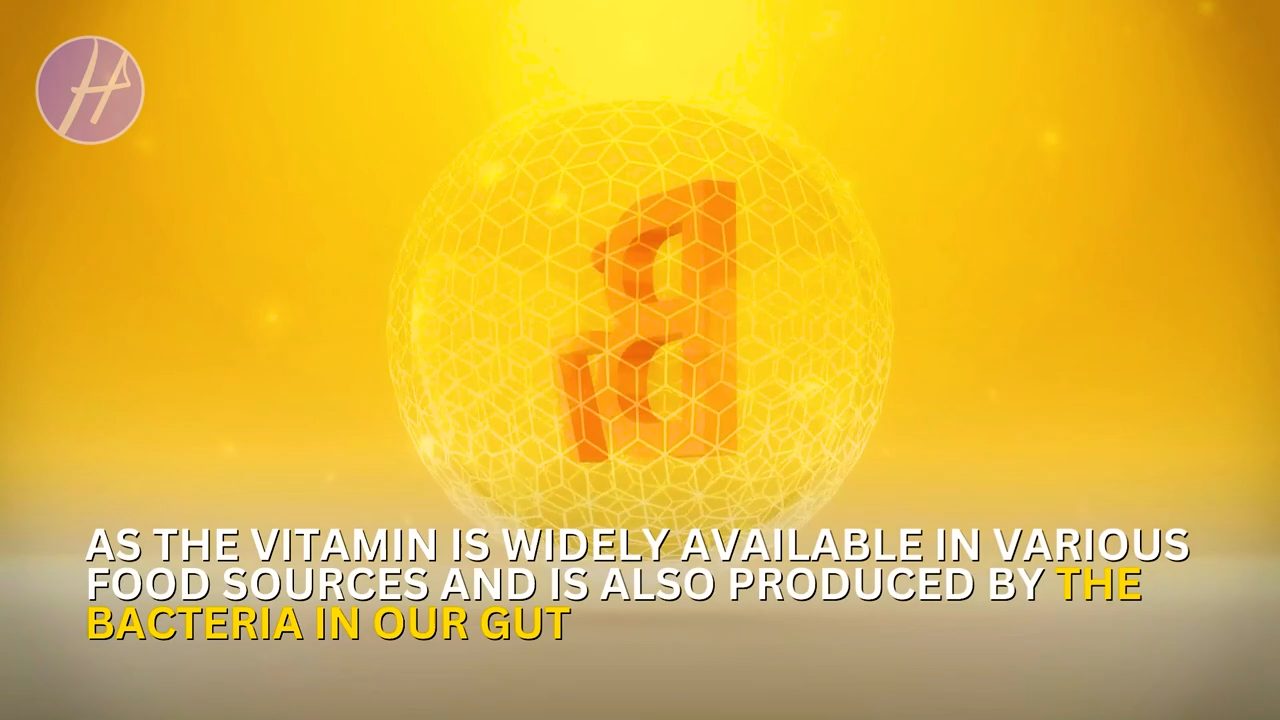 H
AS THE VITAMIN IS WIDELY AVAILABLE IN VARIOUS
FOOD SOURCES AND IS ALSO PRODUCED BY THE
BACTERIA IN OUR GUT